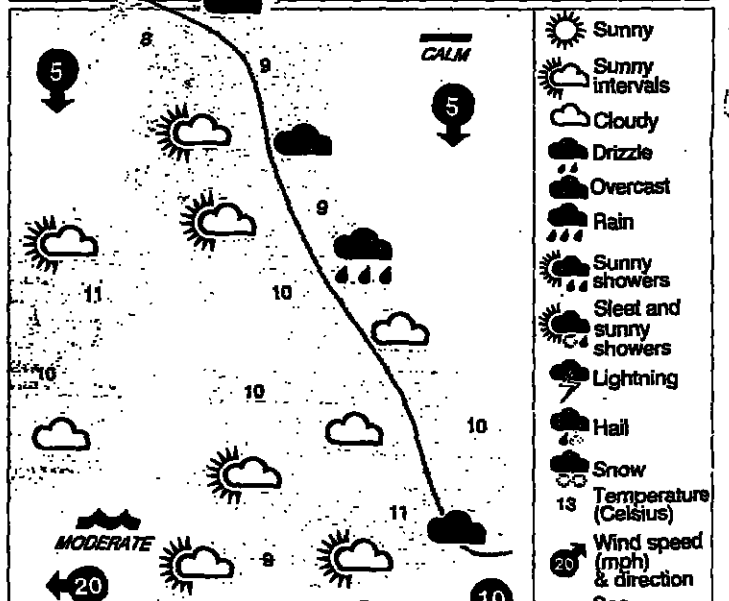 8
9
CALM
5
5
9
11
10
10
10
10
11
MODERATE
9
20
10
Sunny
Sunny
intervals
Cloudy
Drizzle
Overcast
Rain
Sunny
showers
Sleet and
sunny
showers
Lightning
Hail
Snow
13 Temperature
(Celsius)
20 Wind speed
(mph)
& direction